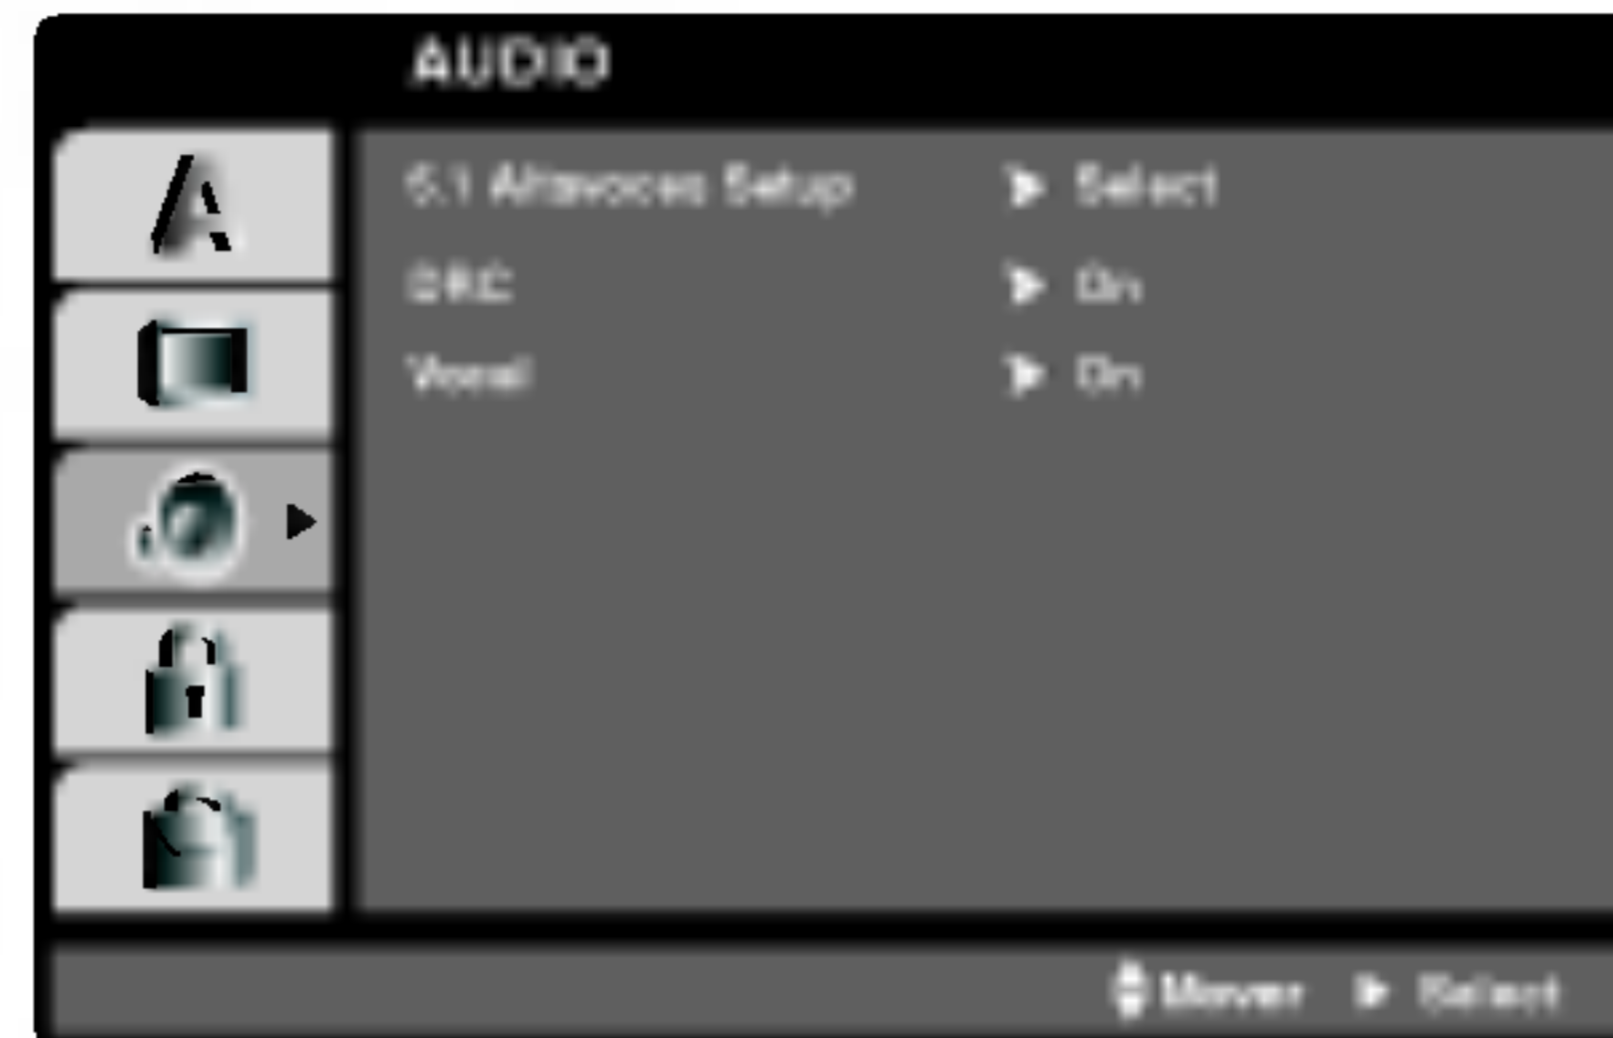 AUDIO
5.1 Altavoces Setup ▶ Select
DRC ▶ On
Vocal ▶ On
Mover ▶ Select